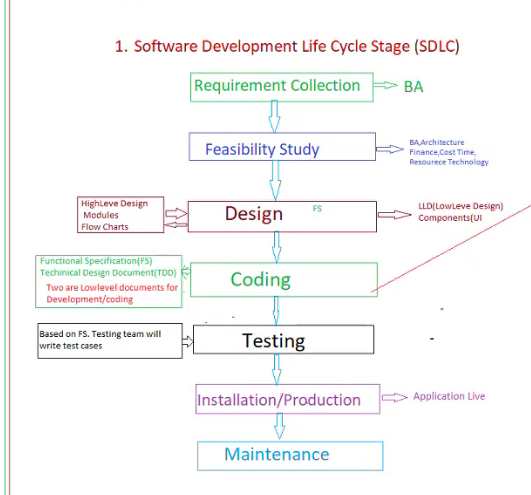 1. Software Development Life Cycle Stage (SDLC)
Requirement Collection
BA
Feasibility Study
BA,Architecture
Finance,Cost Time,
Resourece Technology
HighLeve Design
Modules
Flow Charts
Design
FS
LLD(LowLeve Design)
Components(UI
Functional Specification(FS)
Techinical Design Document(TDD)
Two are Lowlevel documents for
Development/coding
Coding
Based on FS. Testing team will
write test cases
Testing
Installation/Production
Application Live
Maintenance